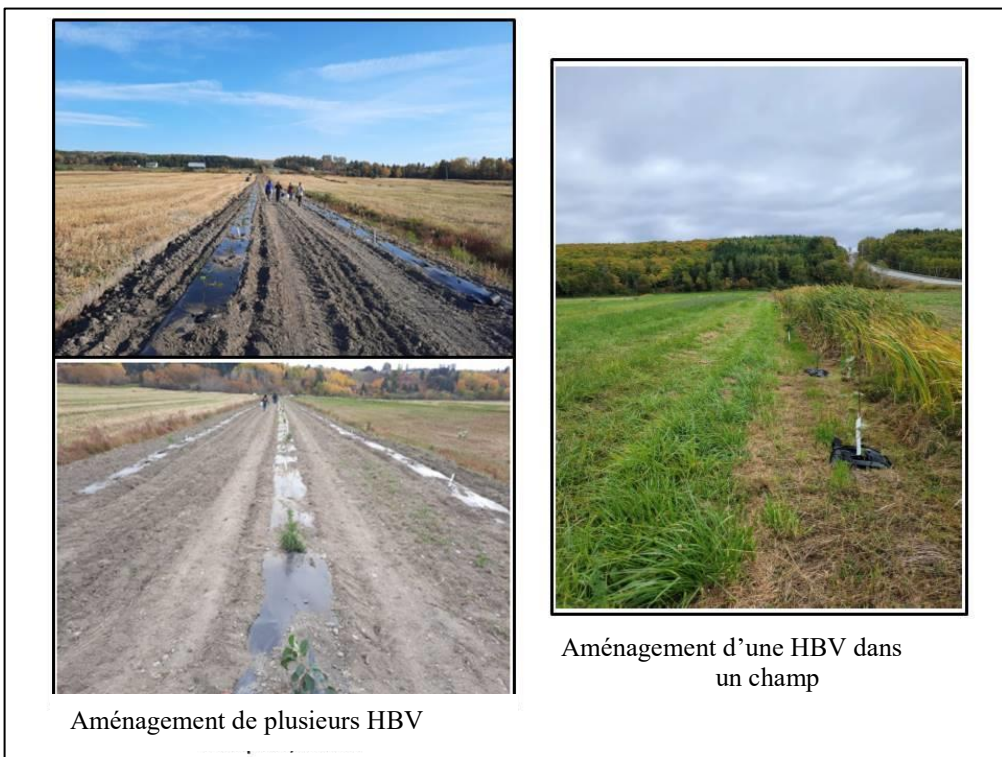 Aménagement de plusieurs HBV
Aménagement d’une HBV dans
un champ